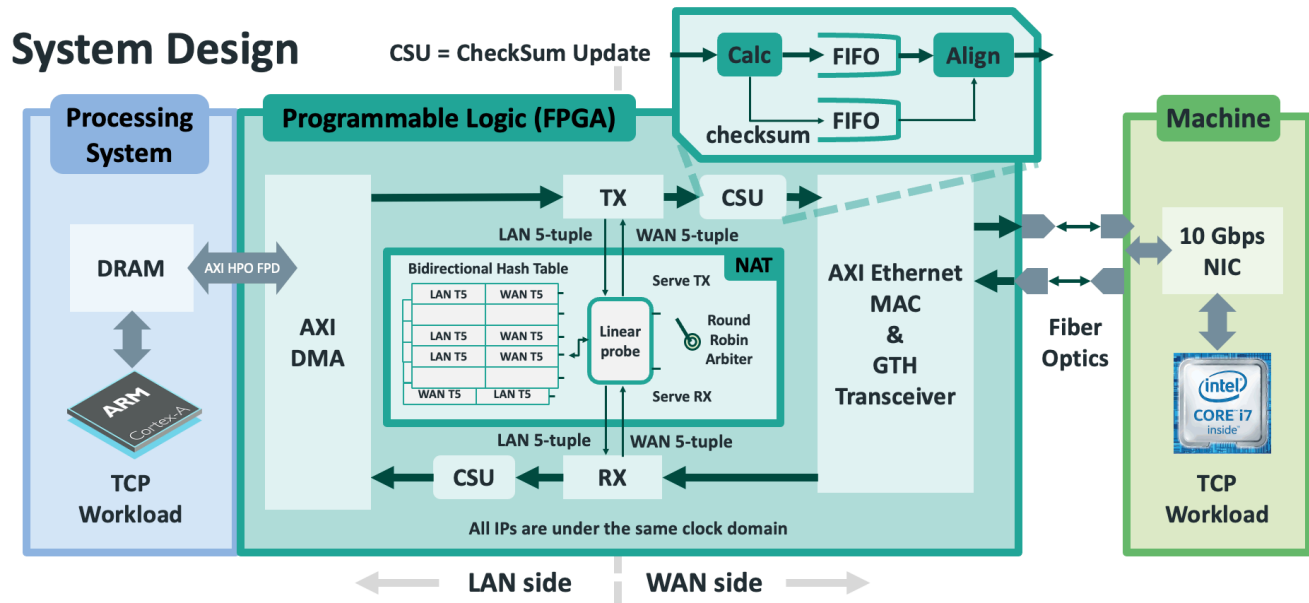 System Design
CSU = CheckSum Update
Calc
FIFO
Align
checksum
FIFO
Processing
System
DRAM
AXI HPO FPD
ARM
Cortex-A
TCP
Workload
Programmable Logic (FPGA)
AXI
DMA
TX
CSU
LAN 5-tuple
WAN 5-tuple
NAT
Bidirectional Hash Table
LAN T5
WAN T5
LAN T5
WAN T5
LAN T5
WAN T5
WAN T5
LAN T5
Linear
probe
Serve TX
Round
Robin
Arbiter
Serve RX
LAN 5-tuple
WAN 5-tuple
CSU
RX
AXI Ethernet
MAC
&
GTH
Transceiver
All IPs are under the same clock domain
Fiber
Optics
Machine
10 Gbps
NIC
intel
CORE i7
inside™
TCP
Workload
LAN side
WAN side